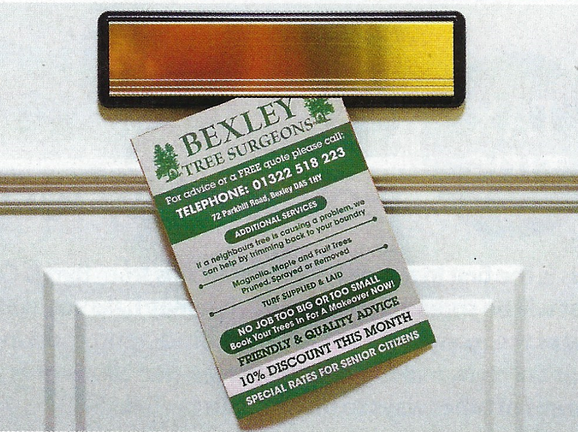 BEXLEY
TREE SURGEONS
For advice or a FREE quote please call:
TELEPHONE: 01322 518 223
72 Parkhill Road, Bexley DA5 1HY
ADDITIONAL SERVICES
If a neighbours tree is causing a problem, we
can help by trimming back to your boundry
Magnolia, Maple and Fruit Trees
Pruned, Sprayed or Removed
TURF SUPPLIED & LAID
NO JOB TOO BIG OR TOO SMALL
Book Your Trees In For A Makeover Now!
FRIENDLY & QUALITY ADVICE
10% DISCOUNT THIS MONTH
SPECIAL RATES FOR SENIOR CITIZENS